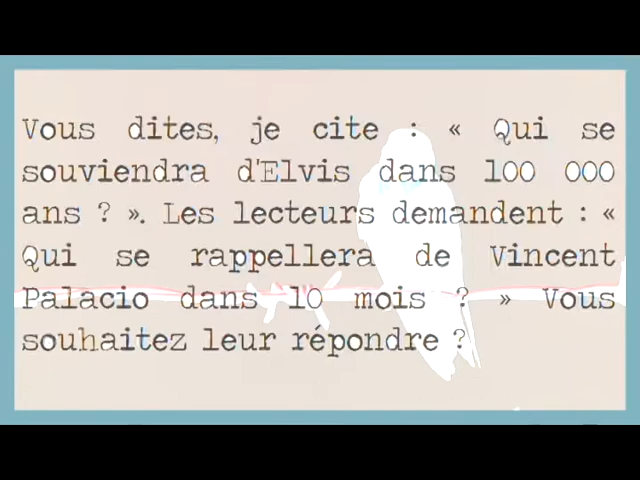 Vous dites, je cite : « Qui se
souviendra d'Elvis dans 100 000
ans ? ». Les lecteurs demandent : «
Qui se rappellera de Vincent
Palacio dans 10 mois ? » Vous
souhaitez leur répondre ?